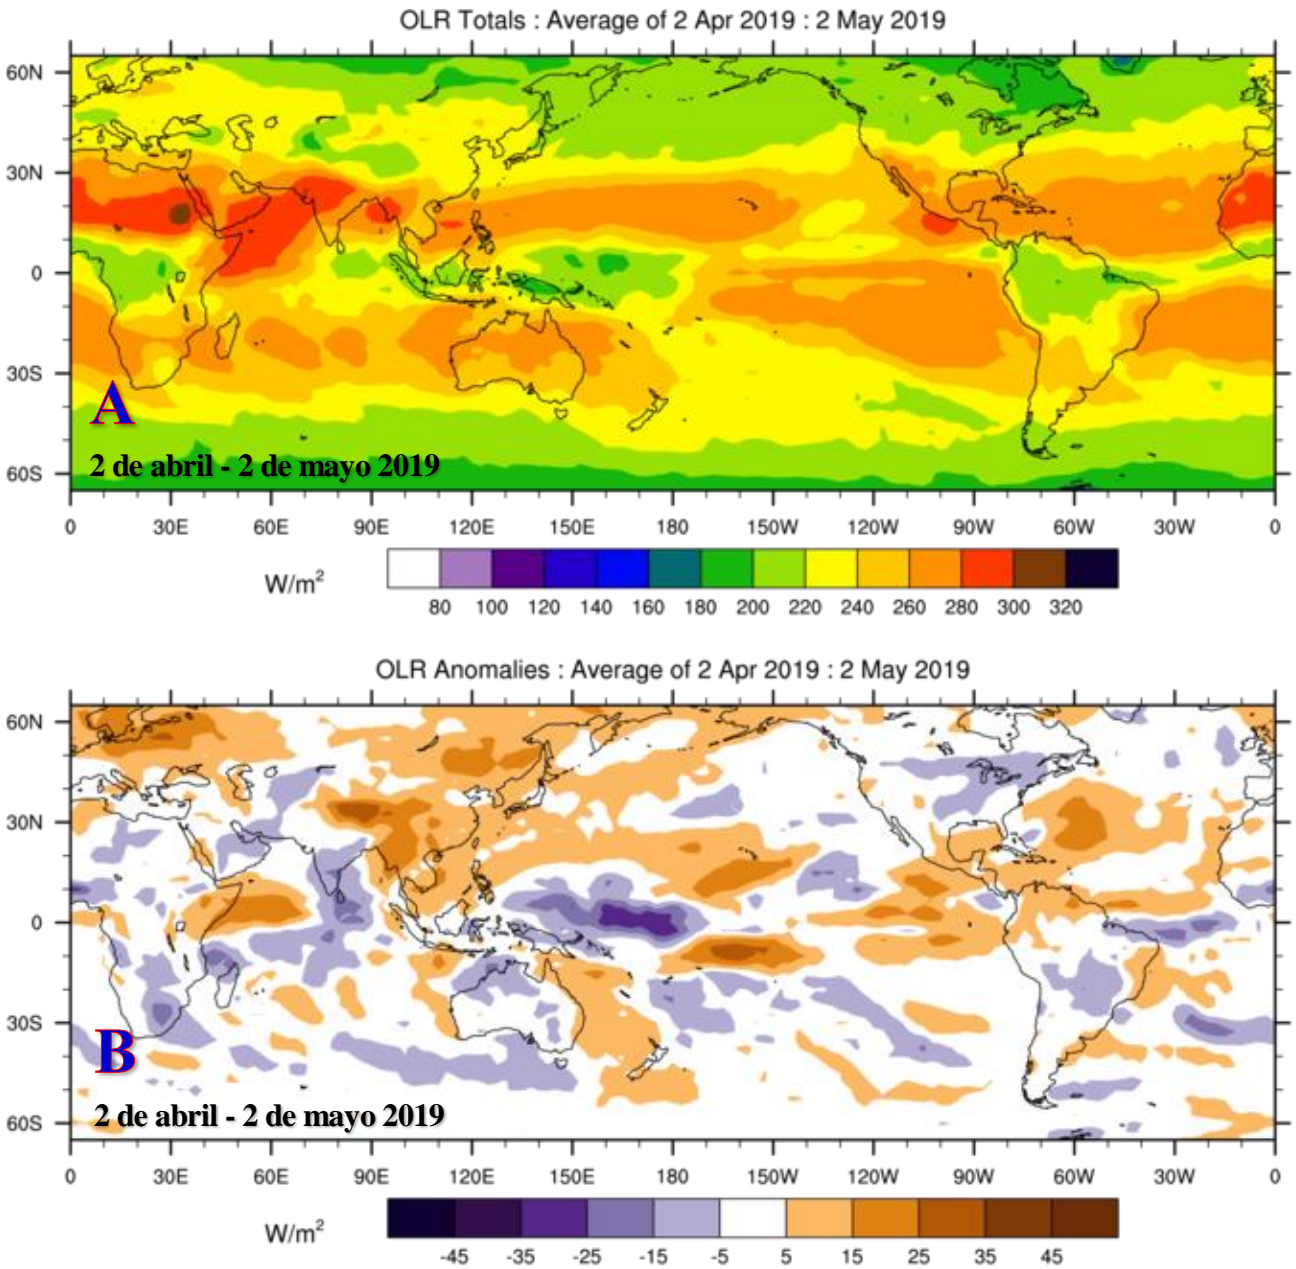 OLR Totals : Average of 2 Apr 2019 : 2 May 2019
60N
30N
0
30S
60S
A
2 de abril - 2 de mayo 2019
0 30E 60E 90E 120E 150E 180 150W 120W 90W 60W 30W 0
W/m²
80 100 120 140 160 180 200 220 240 260 280 300 320
OLR Anomalies : Average of 2 Apr 2019 : 2 May 2019
60N
30N
0
30S
60S
B
2 de abril - 2 de mayo 2019
0 30E 60E 90E 120E 150E 180 150W 120W 90W 60W 30W 0
W/m²
-45 -35 -25 -15 -5 5 15 25 35 45